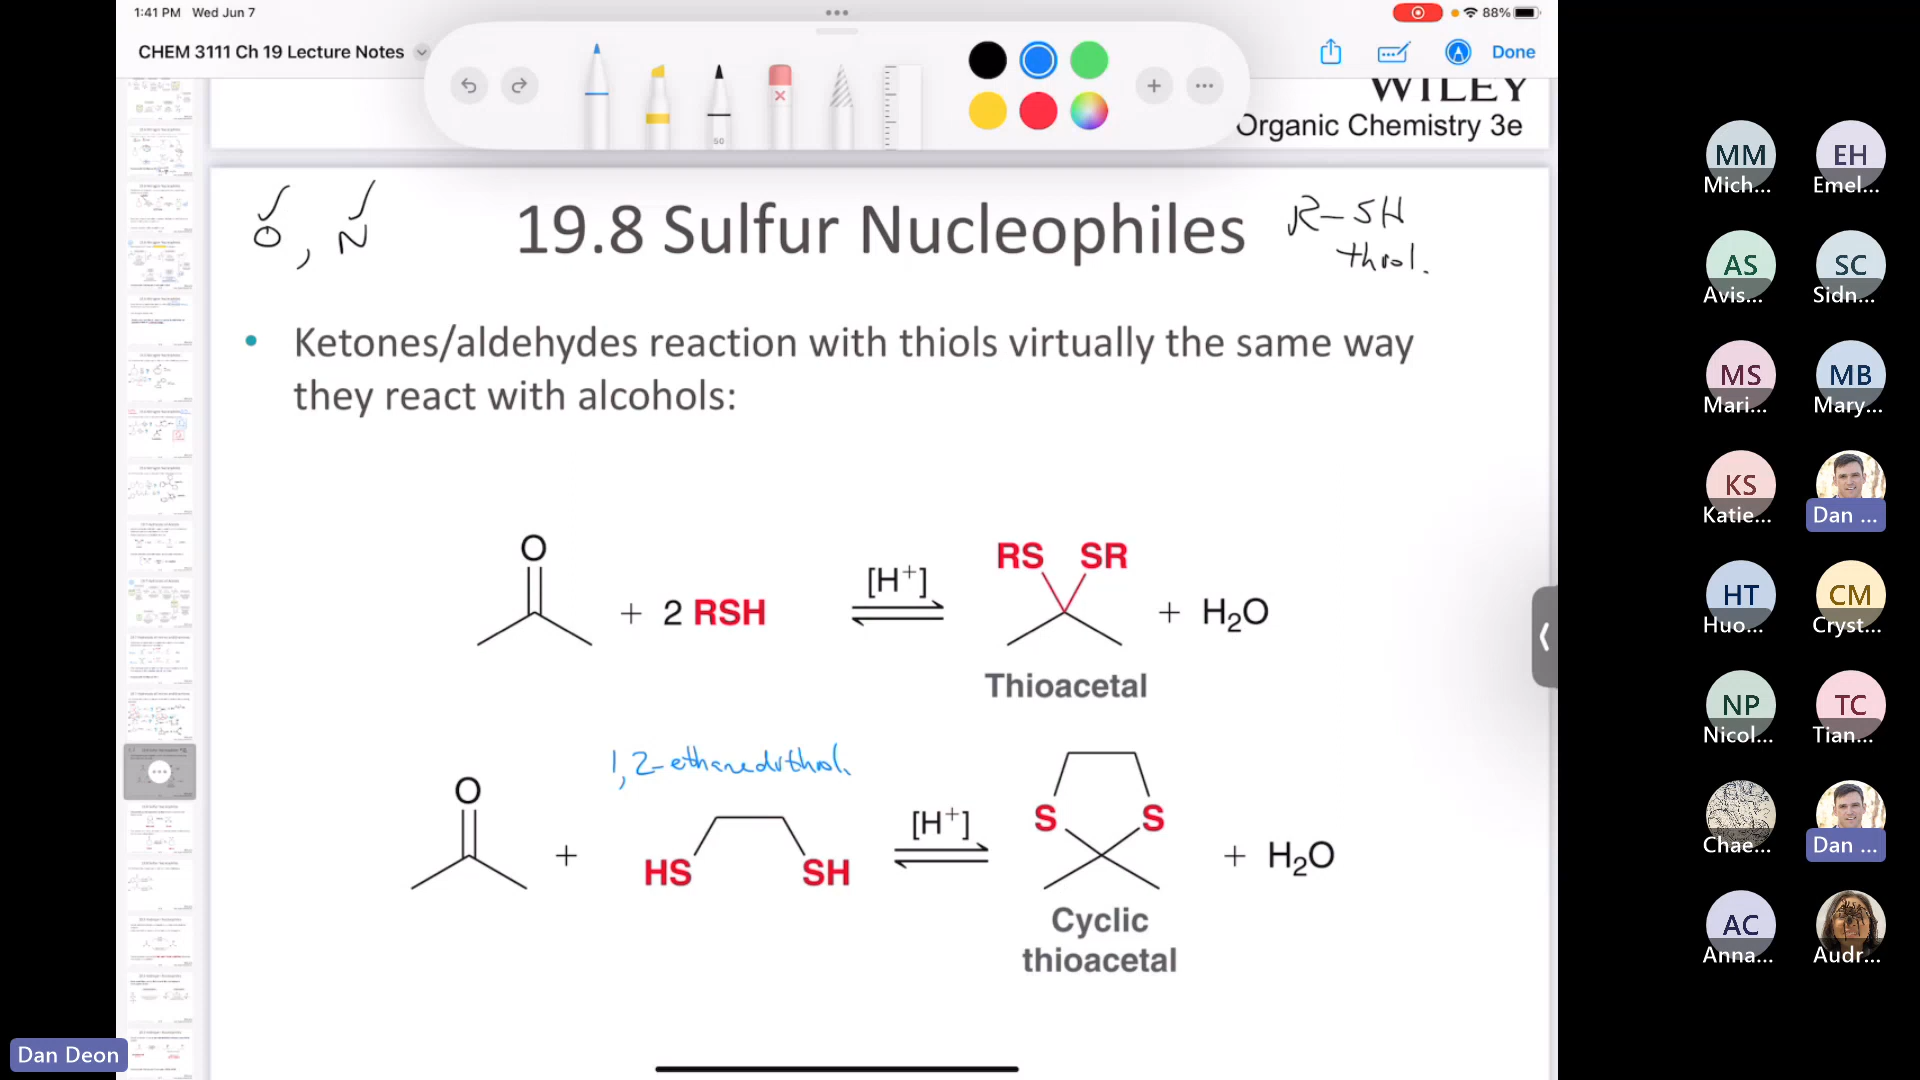 1:41 PM Wed Jun 7
88%
CHEM 3111 Ch 19 Lecture Notes
Done
50
WILEY
Organic Chemistry 3e
O, N
19.8 Sulfur Nucleophiles
R-SH
thiol.
Ketones/aldehydes reaction with thiols virtually the same way
they react with alcohols:
O
+ 2 RSH
[H+]
RS SR
+ H2O
Thioacetal
1,2-ethanedithiol
O
+
HS SH
[H+]
S S
+ H2O
Cyclic
thioacetal
MM
Mich...
EH
Emel...
AS
Avis...
SC
Sidn...
MS
Mari...
MB
Mary...
KS
Katie...
Dan ...
HT
Huo...
CM
Cryst...
NP
Nicol...
TC
Tian...
Chae...
Dan ...
AC
Anna...
Audr...
Dan Deon